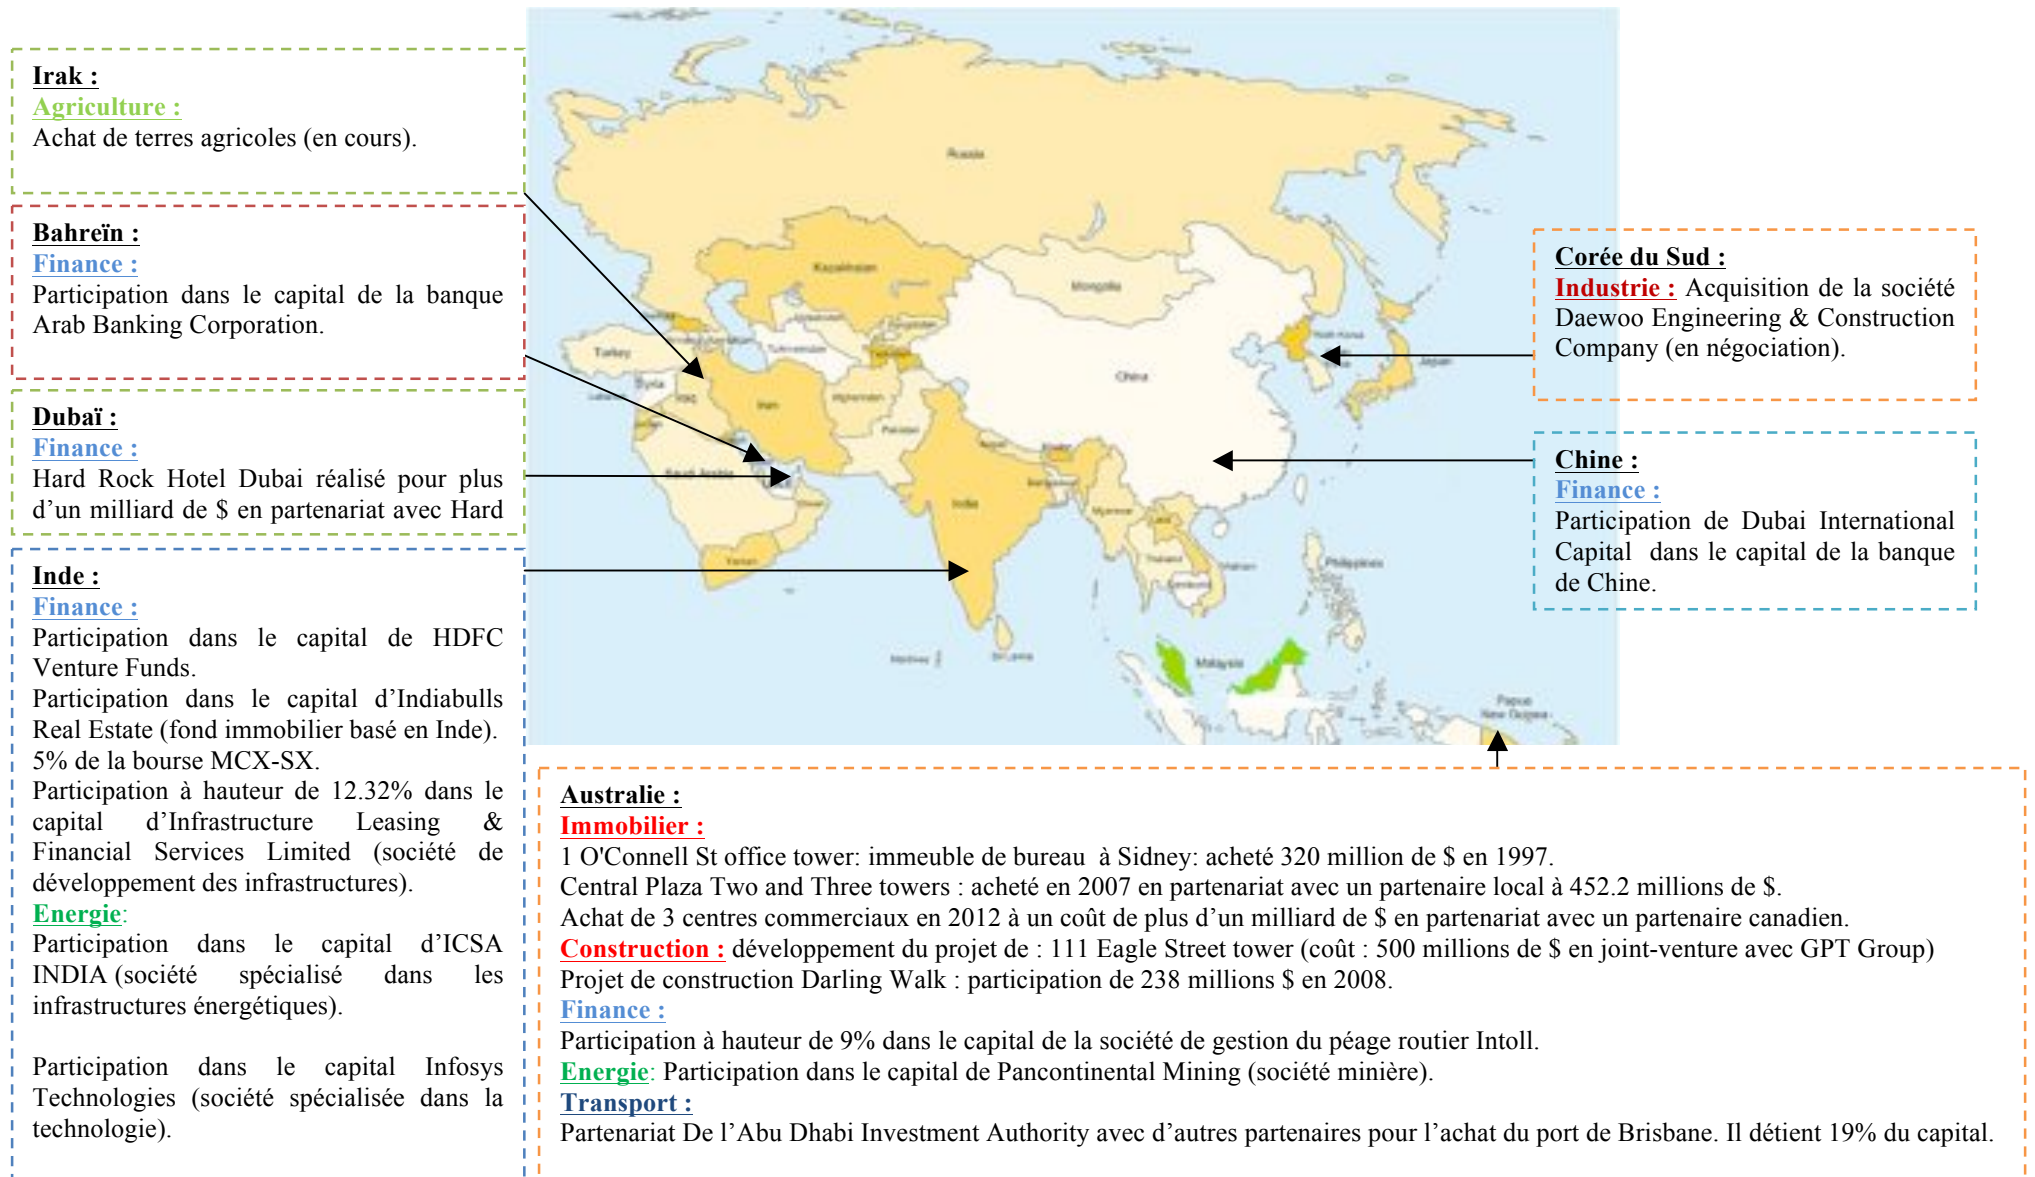 Irak :
Agriculture :
Achat de terres agricoles (en cours).
Bahreïn :
Finance :
Participation dans le capital de la banque
Arab Banking Corporation.
Dubaï :
Finance :
Hard Rock Hotel Dubai réalisé pour plus
d’un milliard de $ en partenariat avec Hard
Inde :
Finance :
Participation dans le capital de HDFC
Venture Funds.
Participation dans le capital d’Indiabulls
Real Estate (fond immobilier basé en Inde).
5% de la bourse MCX-SX.
Participation à hauteur de 12.32% dans le
capital d’Infrastructure Leasing &
Financial Services Limited (société de
développement des infrastructures).
Energie:
Participation dans le capital d’ICSA
INDIA (société spécialisé dans les
infrastructures énergétiques).
Participation dans le capital Infosys
Technologies (société spécialisée dans la
technologie).
Russia
Kazakhstan
Mongolia
Turkey
Syria
Iraq
Iran
Afghanistan
Pakistan
China
Japan
North Korea
Nepal
Saudi Arabia
Oman
Yemen
India
Myanmar
Laos
Thailand
Vietnam
Cambodia
Philippines
Maldives
Sri Lanka
Malaysia
Papua
New Guinea
Corée du Sud :
Industrie : Acquisition de la société
Daewoo Engineering & Construction
Company (en négociation).
Chine :
Finance :
Participation de Dubai International
Capital dans le capital de la banque
de Chine.
Australie :
Immobilier :
1 O'Connell St office tower: immeuble de bureau à Sidney: acheté 320 million de $ en 1997.
Central Plaza Two and Three towers : acheté en 2007 en partenariat avec un partenaire local à 452.2 millions de $.
Achat de 3 centres commerciaux en 2012 à un coût de plus d’un milliard de $ en partenariat avec un partenaire canadien.
Construction : développement du projet de : 111 Eagle Street tower (coût : 500 millions de $ en joint-venture avec GPT Group)
Projet de construction Darling Walk : participation de 238 millions $ en 2008.
Finance :
Participation à hauteur de 9% dans le capital de la société de gestion du péage routier Intoll.
Energie: Participation dans le capital de Pancontinental Mining (société minière).
Transport :
Partenariat De l’Abu Dhabi Investment Authority avec d’autres partenaires pour l’achat du port de Brisbane. Il détient 19% du capital.